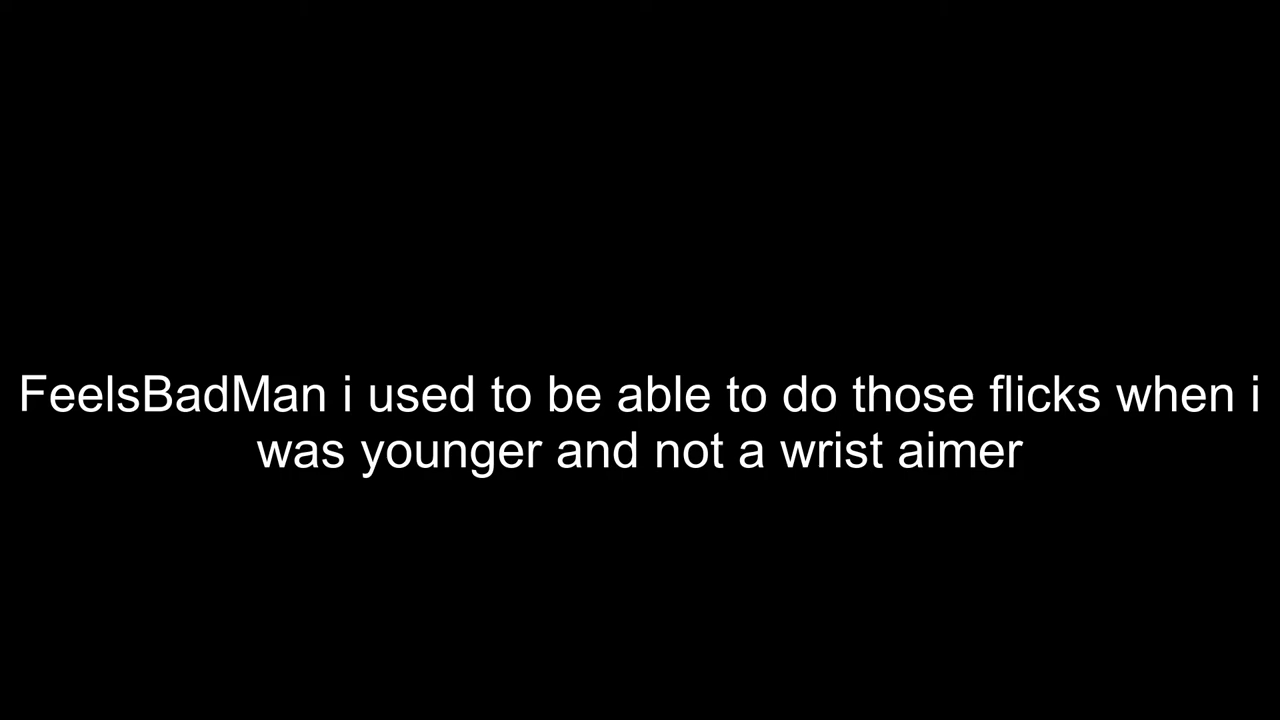 FeelsBadMan i used to be able to do those flicks when i
was younger and not a wrist aimer